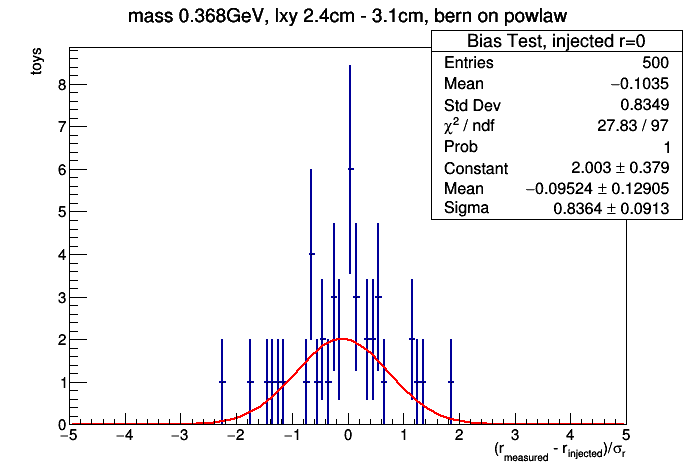 mass 0.368GeV, lxy 2.4cm - 3.1cm, bern on powlaw
Bias Test, injected r=0
Entries 500
Mean −0.1035
Std Dev 0.8349
χ² / ndf 27.83 / 97
Prob 1
Constant 2.003 ± 0.379
Mean −0.09524 ± 0.12905
Sigma 0.8364 ± 0.0913
toys
8
7
6
5
4
3
2
1
0
−5 −4 −3 −2 −1 0 1 2 3 4 5
(r_measured - r_injected)/σ_r